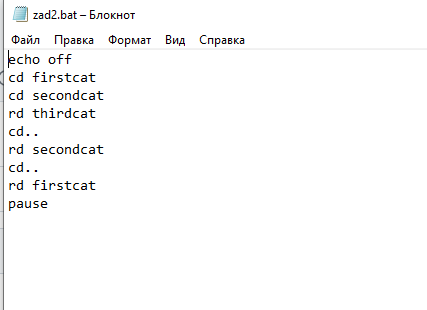 zad2.bat – Блокнот
Файл Правка Формат Вид Справка
echo off
cd firstcat
cd secondcat
rd thirdcat
cd..
rd secondcat
cd..
rd firstcat
pause